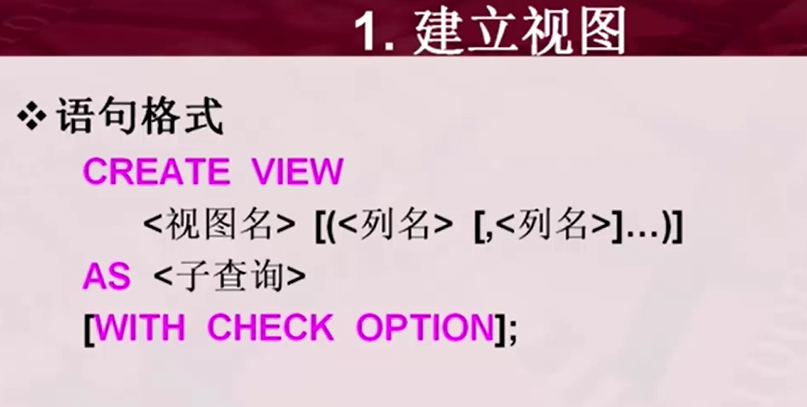 1. 建立视图
❖语句格式
CREATE VIEW
<视图名> [(<列名> [,<列名>]…)]
AS <子查询>
[WITH CHECK OPTION];